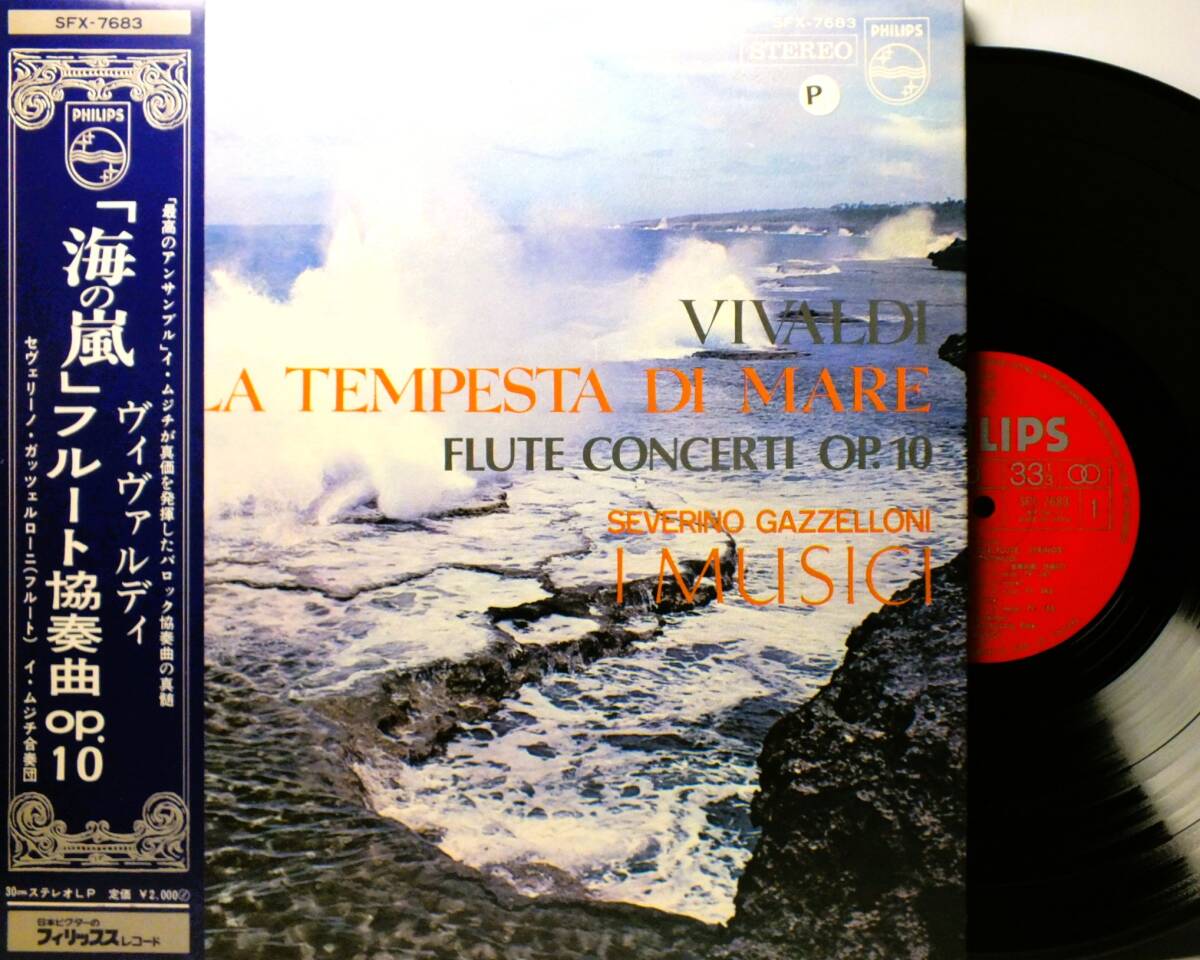 SFX-7683
PHILIPS
「最高のアンサンブル」イ・ムジチが真価を発揮したバロック協奏曲の真髄
ヴィヴァルディ
「海の嵐」フルート協奏曲 op.10
セヴェリーノ・ガッツェルローニ(フルート) イ・ムジチ合奏団
30cmステレオLP 定価 ¥2,000
日本ビクターの
フィリップスレコード
SFX-7683
STEREO
PHILIPS
P
VIVALDI
LA TEMPESTA DI MARE
FLUTE CONCERTI OP. 10
SEVERINO GAZZELLONI
I MUSICI
LIPS
33 1/3
SFX 7683
1